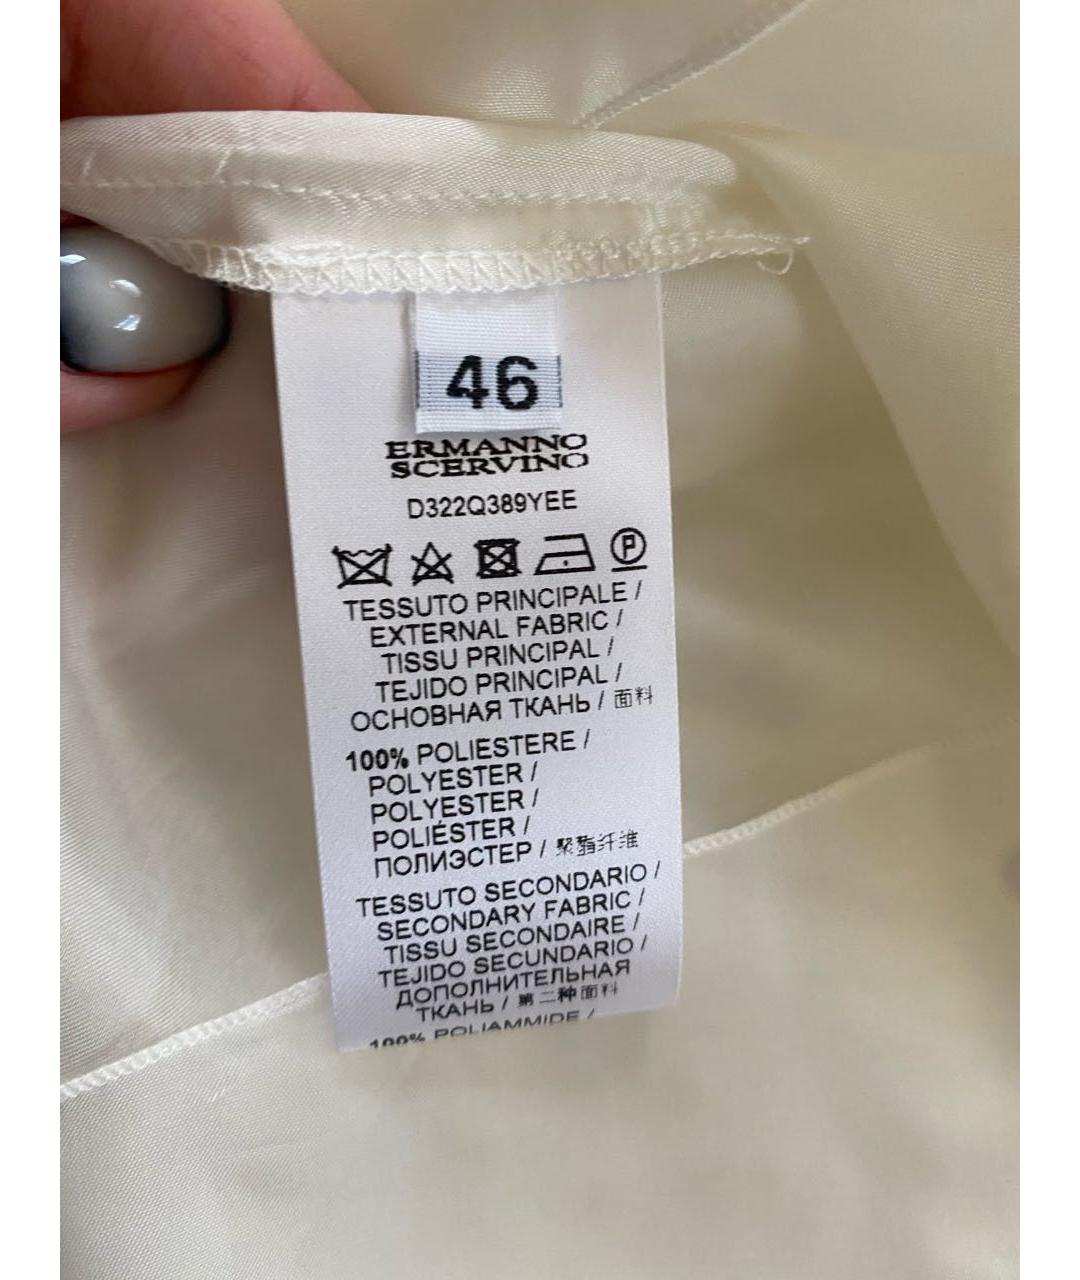 46
ERMANNO
SCERVINO
D322Q389YEE
P
TESSUTO PRINCIPALE /
EXTERNAL FABRIC /
TISSU PRINCIPAL /
TEJIDO PRINCIPAL /
ОСНОВНАЯ ТКАНЬ / 面料
100% POLIESTERE /
POLYESTER /
POLYESTER /
POLIÉSTER /
ПОЛИЭСТЕР / 聚酯纤维
TESSUTO SECONDARIO /
SECONDARY FABRIC /
TISSU SECONDAIRE /
TEJIDO SECUNDARIO /
ДОПОЛНИТЕЛЬНАЯ
ТКАНЬ / 第二种面料
100% POLIAMMIDE /